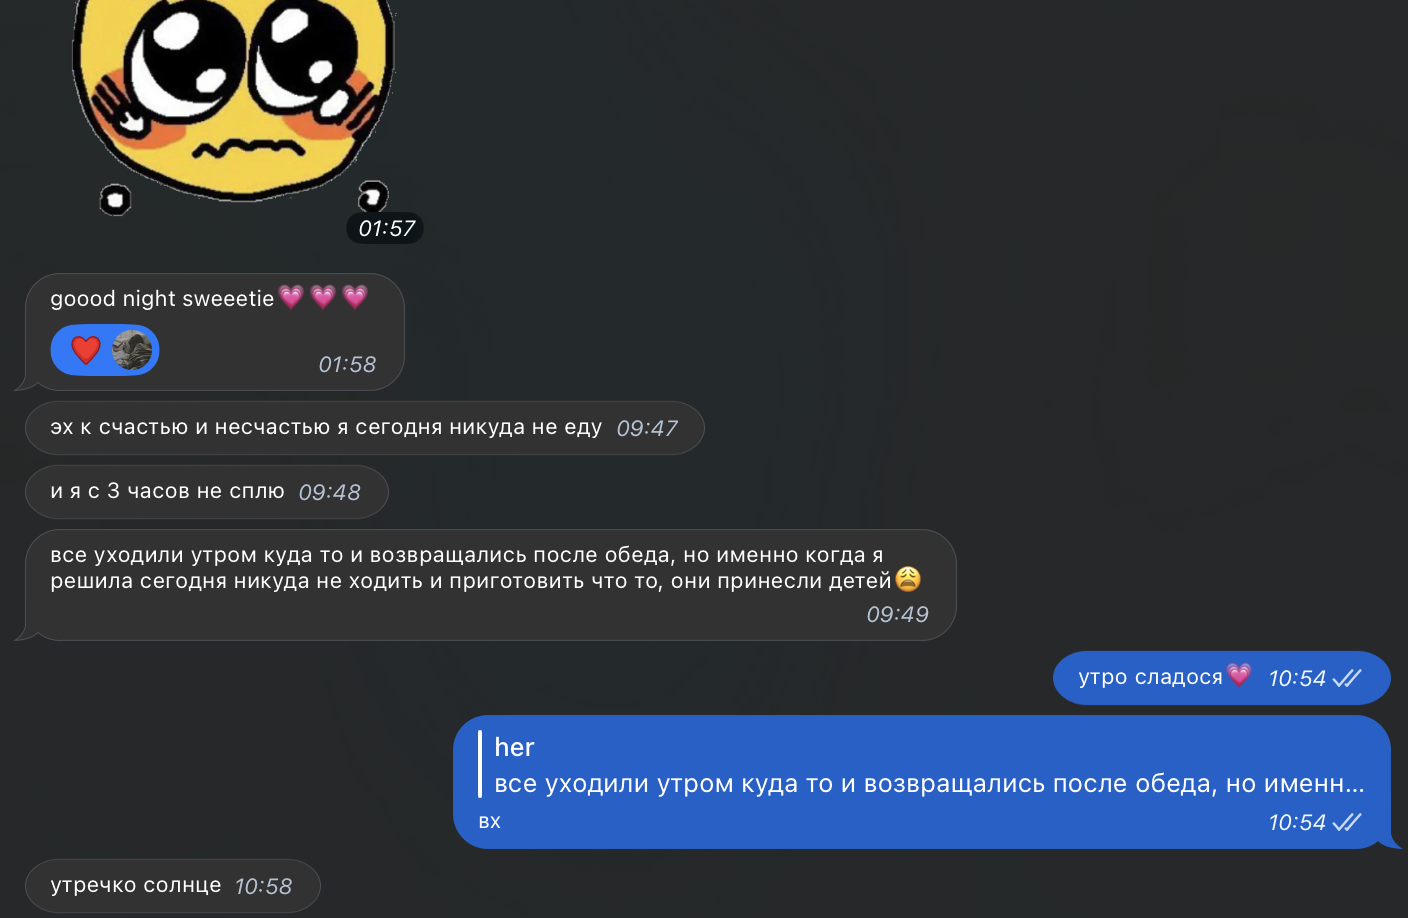 01:57
goood night sweeetie💗💗💗
❤️
01:58
эх к счастью и несчастью я сегодня никуда не еду 09:47
и я с 3 часов не сплю 09:48
все уходили утром куда то и возвращались после обеда, но именно когда я
решила сегодня никуда не ходить и приготовить что то, они принесли детей😩
09:49
утро сладося💗 10:54
her
все уходили утром куда то и возвращались после обеда, но именн...
вх 10:54
утречко солнце 10:58